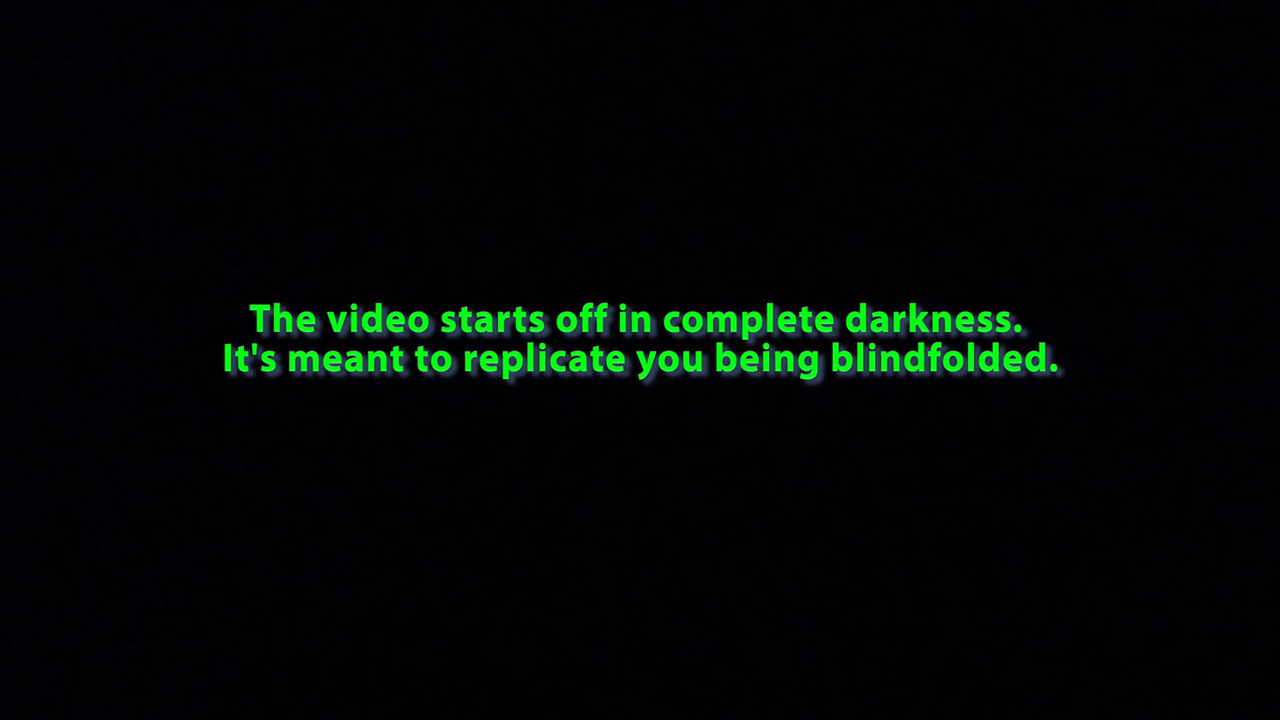 The video starts off in complete darkness.
It's meant to replicate you being blindfolded.